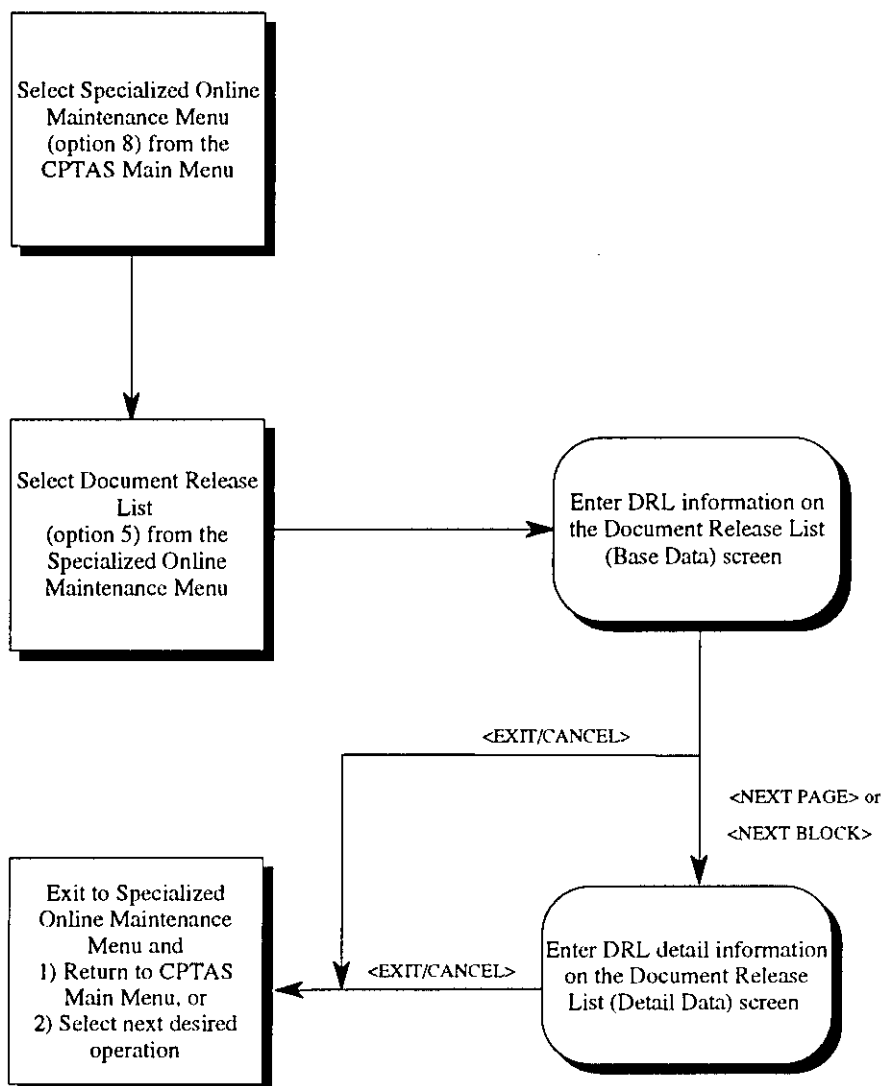 Select Specialized Online
Maintenance Menu
(option 8) from the
CPTAS Main Menu
Select Document Release
List
(option 5) from the
Specialized Online
Maintenance Menu
Enter DRL information on
the Document Release List
(Base Data) screen
<EXIT/CANCEL>
<NEXT PAGE> or
<NEXT BLOCK>
Exit to Specialized
Online Maintenance
Menu and
1) Return to CPTAS
Main Menu, or
2) Select next desired
operation
<EXIT/CANCEL>
Enter DRL detail information
on the Document Release
List (Detail Data) screen